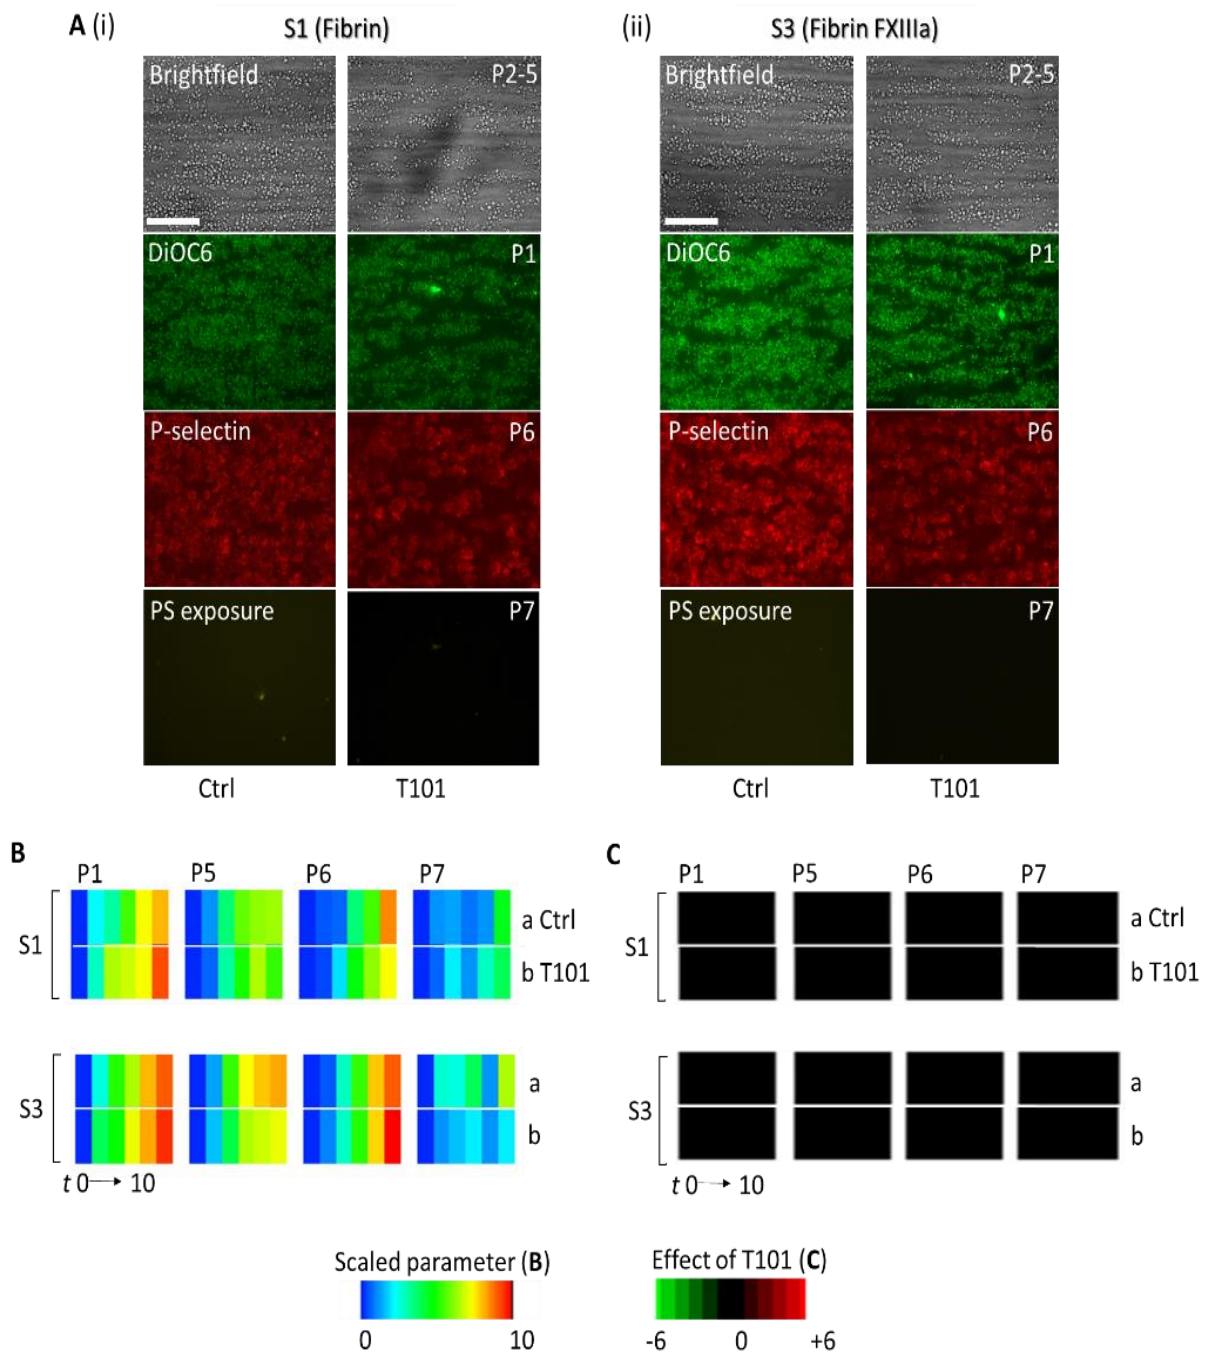 A (i)
S1 (Fibrin)
(ii)
S3 (Fibrin FXIIIa)
Brightfield
P2-5
Brightfield
P2-5
DiOC6
P1
DiOC6
P1
P-selectin
P6
P-selectin
P6
PS exposure
P7
PS exposure
P7
Ctrl
T101
Ctrl
T101
B
P1
P5
P6
P7
S1
a Ctrl
b T101
S3
a
b
t 0→ 10
C
P1
P5
P6
P7
S1
a Ctrl
b T101
S3
a
b
t 0→ 10
Scaled parameter (B)
0
10
Effect of T101 (C)
-6
0
+6